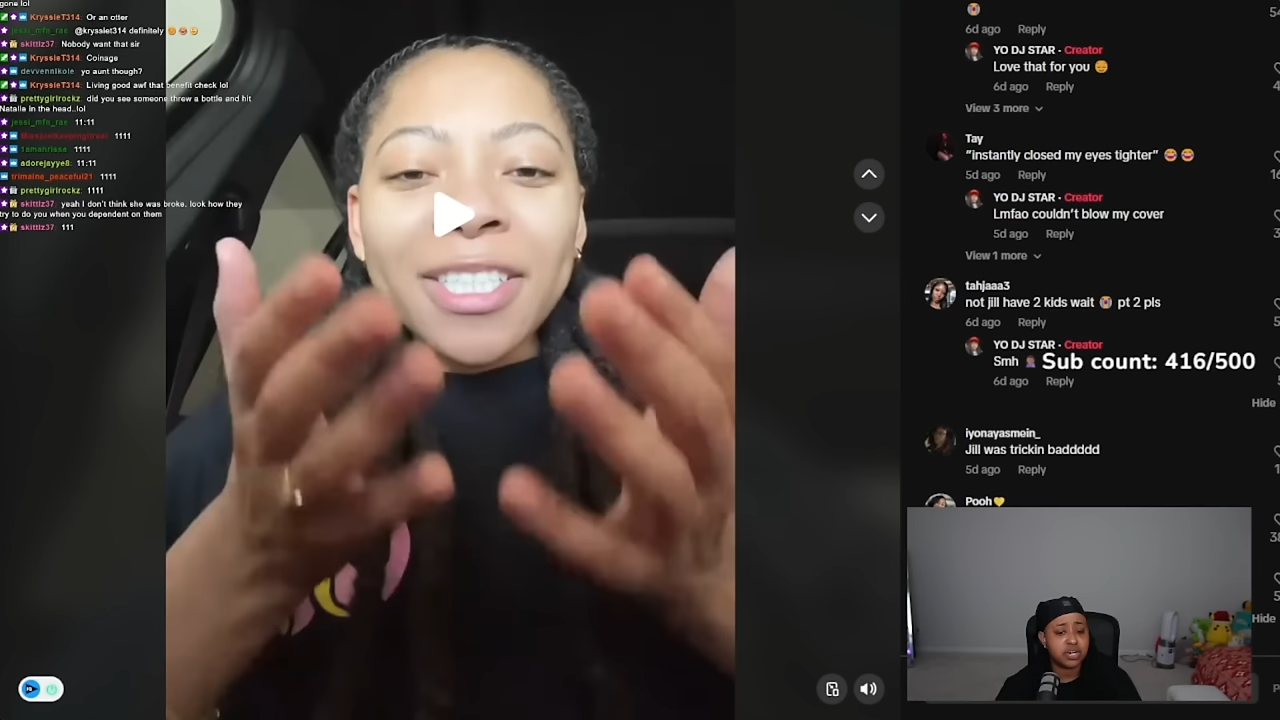 gone lol
KryssieT314: Or an otter
jessi_mfn_rae: @kryssiet314 definitely
skittlz37: Nobody want that sir
KryssieT314: Coinage
devvennikole: yo aunt though?
KryssieT314: Living good awf that benefit check lol
prettygirlrockz: did you see someone threw a bottle and hit
Natalie in the head..lol
jessi_mfn_rae: 11:11
1111
1amahrissa: 1111
adorejayye8: 11:11
trimaine_peaceful21: 1111
prettygirlrockz: 1111
skittlz37: yeah I don't think she was broke. look how they
try to do you when you dependent on them
skittlz37: 111
6d ago Reply
YO DJ STAR · Creator
Love that for you
6d ago Reply
View 3 more
Tay
“instantly closed my eyes tighter”
5d ago Reply
YO DJ STAR · Creator
Lmfao couldn’t blow my cover
5d ago Reply
View 1 more
tahjaaa3
not jill have 2 kids wait 😭 pt 2 pls
6d ago Reply
YO DJ STAR · Creator
Smh
Sub count: 416/500
6d ago Reply
Hide
iyonayasmein_
Jill was trickin baddddd
5d ago Reply
Pooh💛
Hide